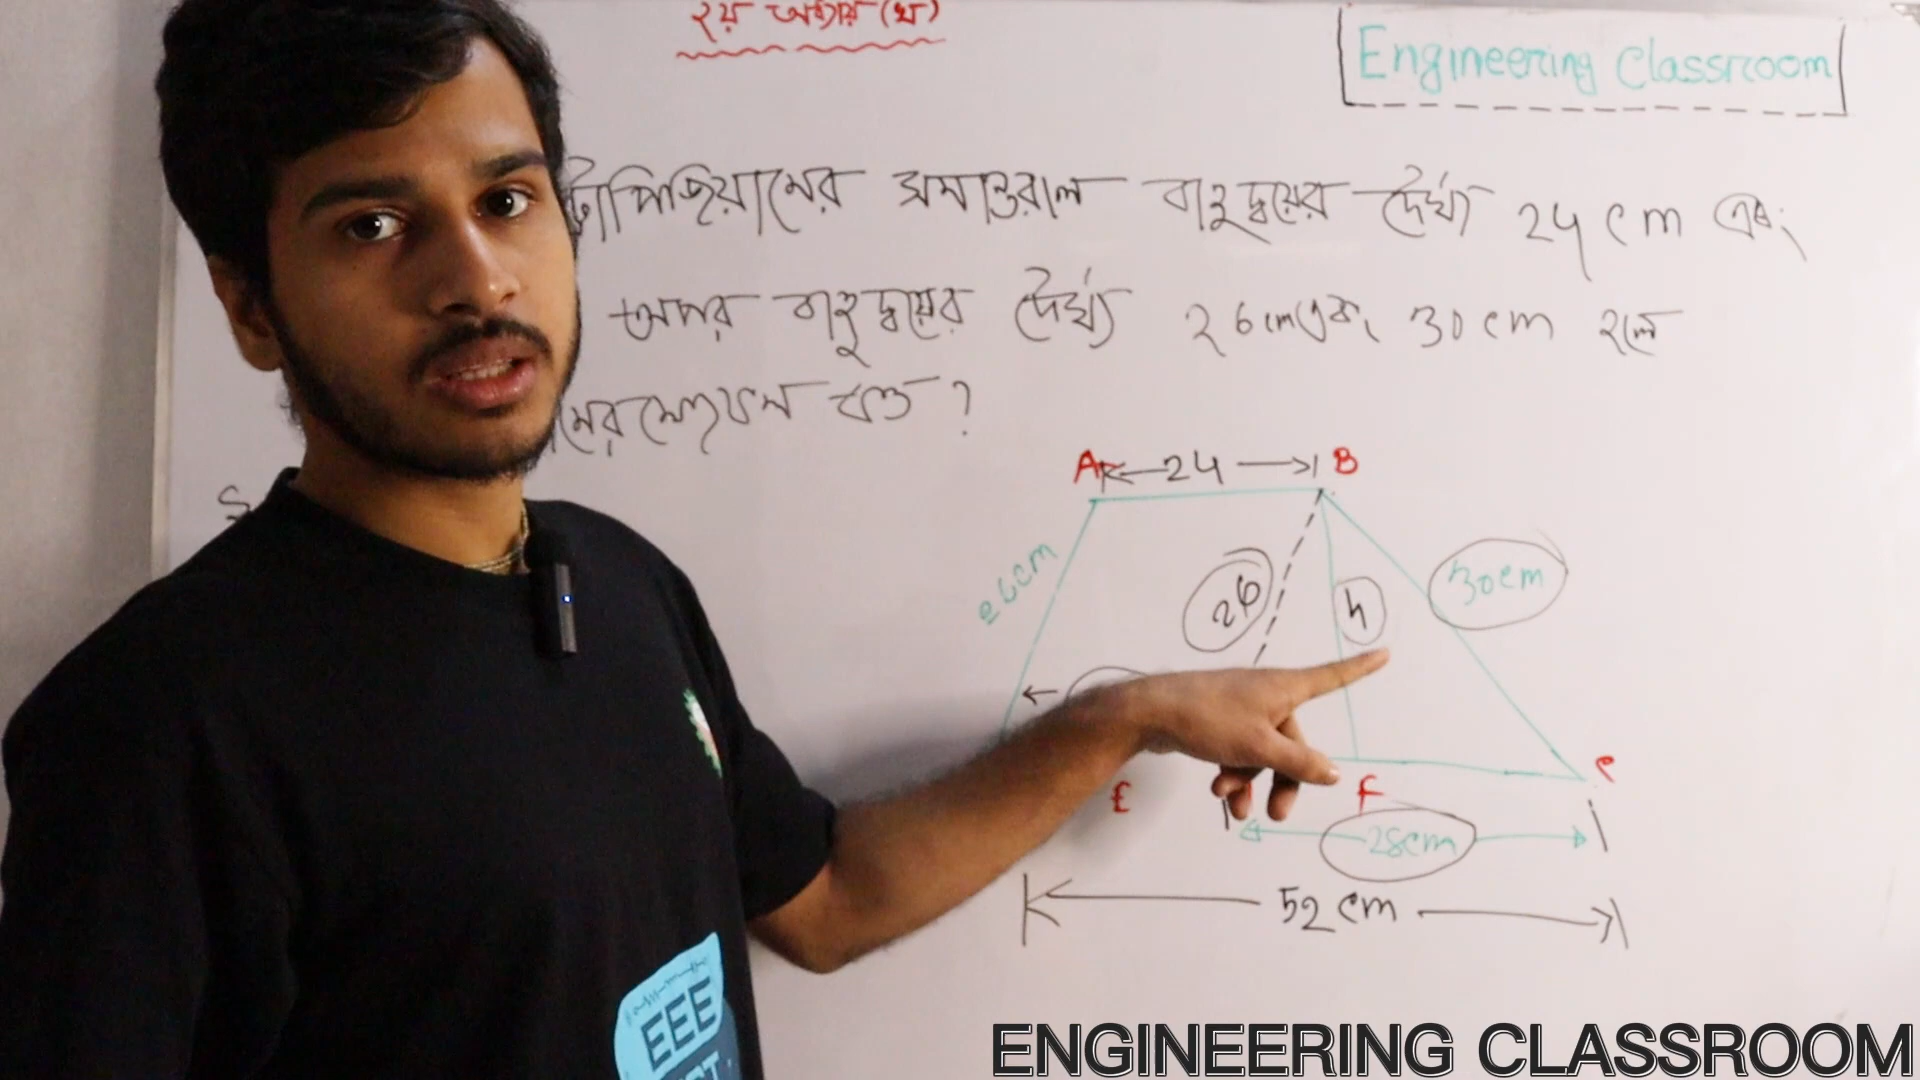 ২য় অধ্যায় (খ)
Engineering Classroom
ট্রাপিজিয়ামের সমান্তরাল বাহুদ্বয়ের দৈর্ঘ্য 24 cm এবং
অপর বাহুদ্বয়ের দৈর্ঘ্য 26 cm এবং 30 cm হলে
মের ক্ষেত্রফল কত ?
A 24 B
26cm 26 h 30cm
E F C
28cm
52 cm
EEE
ENGINEERING CLASSROOM